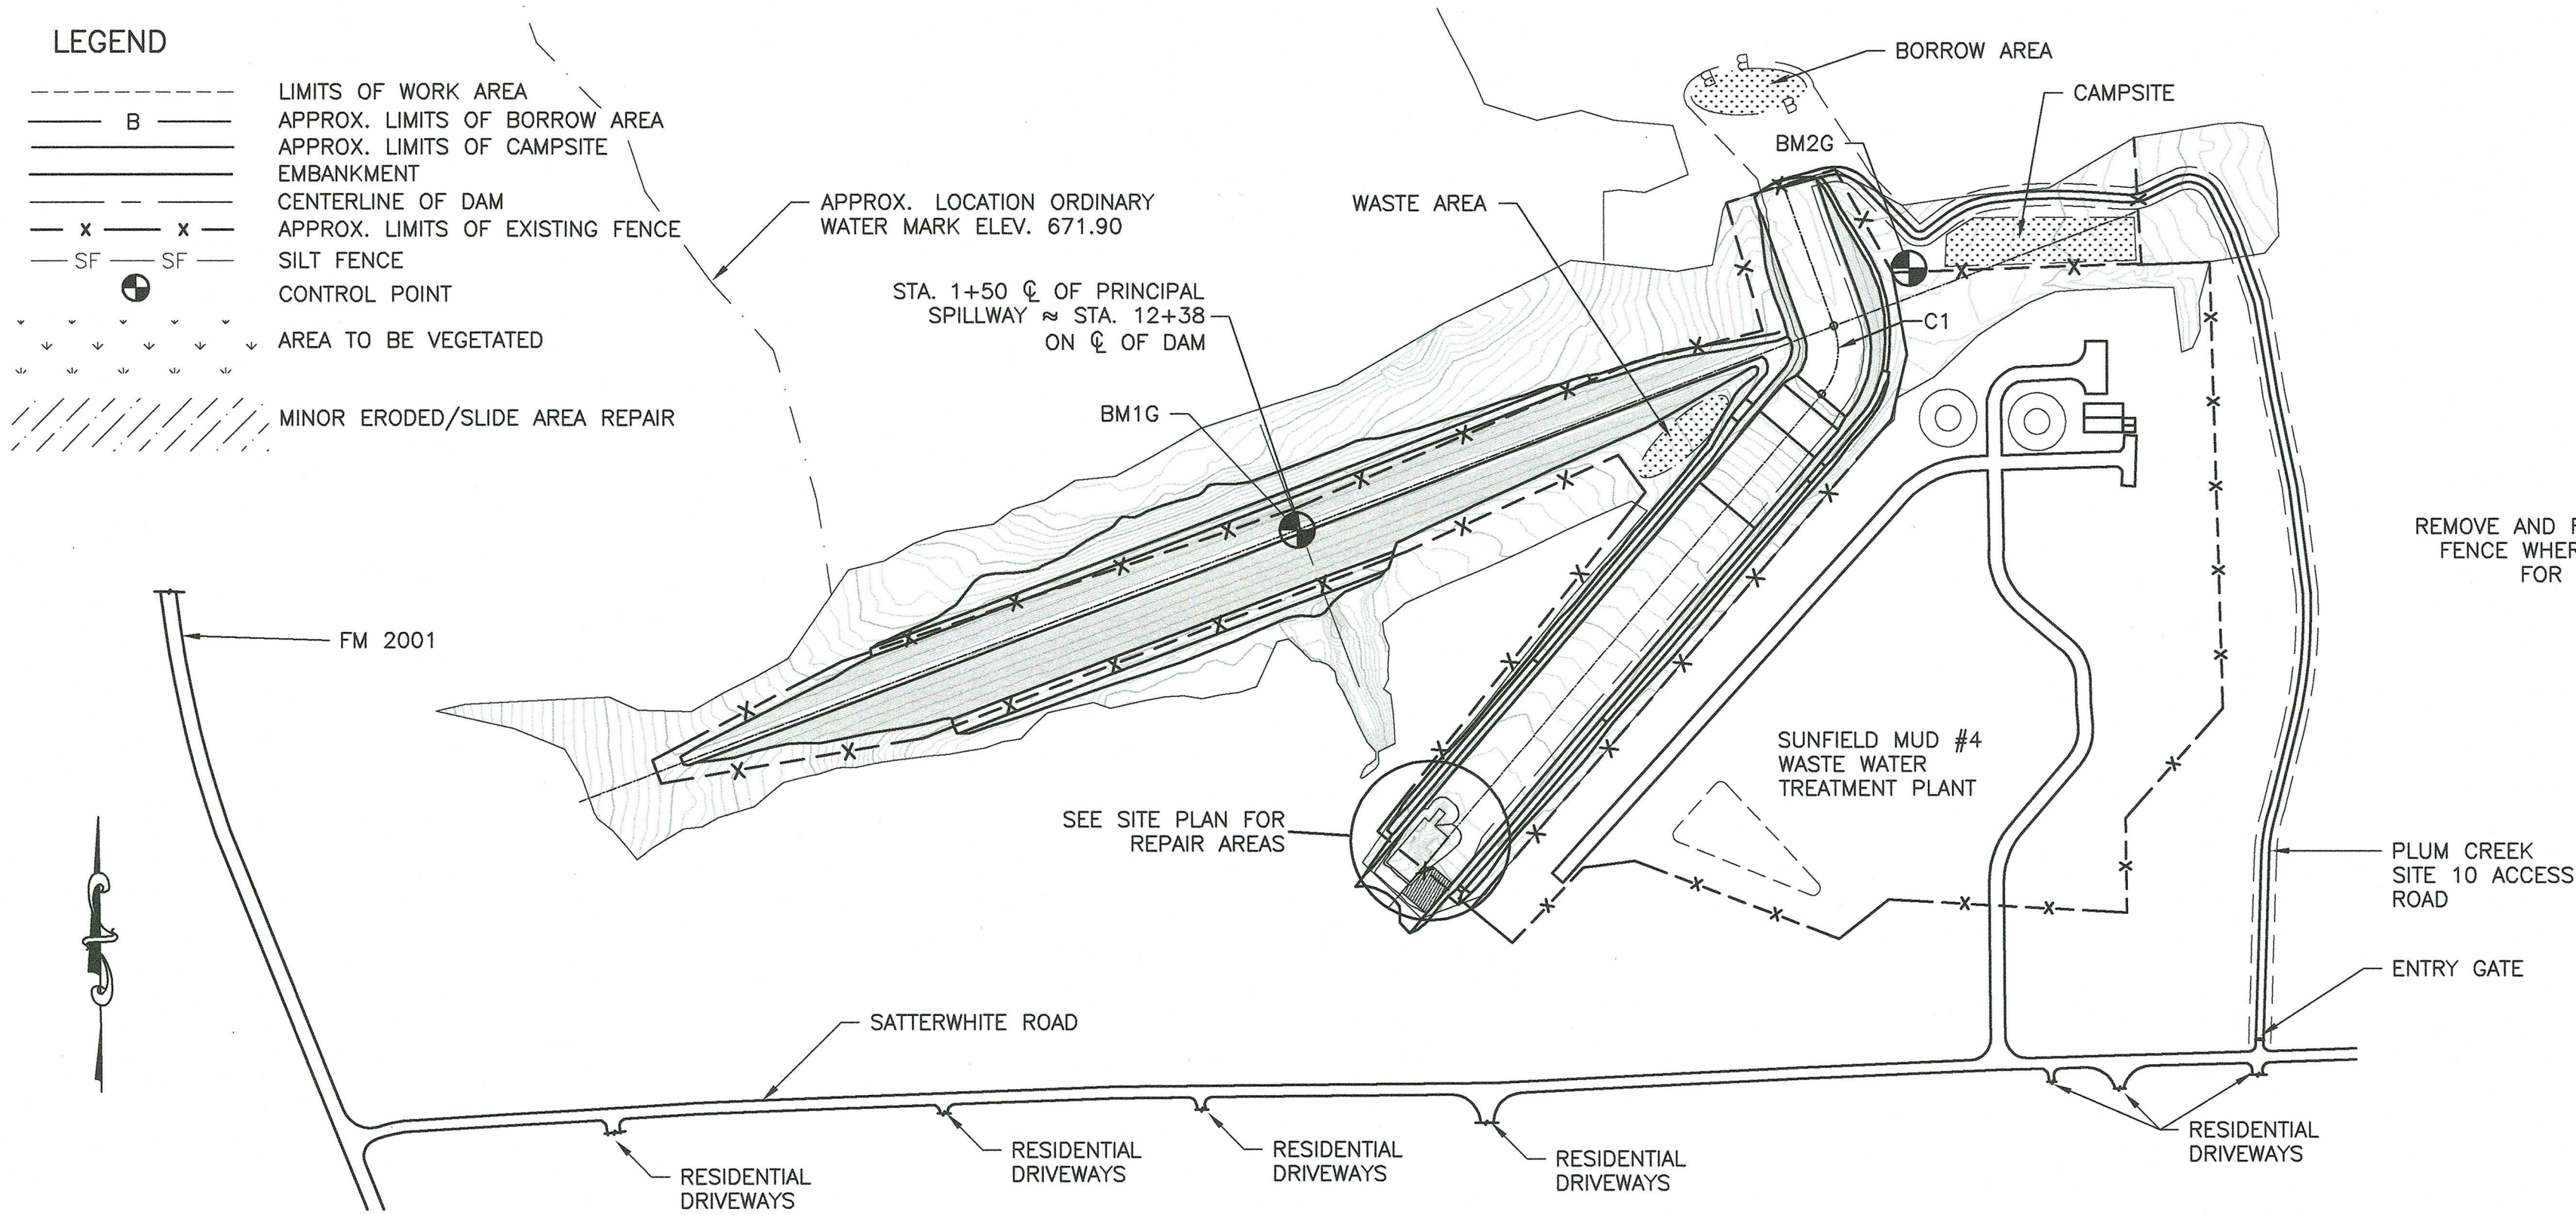 LEGEND
LIMITS OF WORK AREA
B
APPROX. LIMITS OF BORROW AREA
APPROX. LIMITS OF CAMPSITE
EMBANKMENT
CENTERLINE OF DAM
X X
APPROX. LIMITS OF EXISTING FENCE
SF SF
SILT FENCE
CONTROL POINT
AREA TO BE VEGETATED
MINOR ERODED/SLIDE AREA REPAIR
APPROX. LOCATION ORDINARY
WATER MARK ELEV. 671.90
STA. 1+50 ℄ OF PRINCIPAL
SPILLWAY ≈ STA. 12+38
ON ℄ OF DAM
BM1G
WASTE AREA
BORROW AREA
B B B
BM2G
CAMPSITE
C1
REMOVE AND
FENCE
FOR
FM 2001
SUNFIELD MUD #4
WASTE WATER
TREATMENT PLANT
SEE SITE PLAN FOR
REPAIR AREAS
PLUM CREEK
SITE 10 ACCESS
ROAD
ENTRY GATE
SATTERWHITE ROAD
RESIDENTIAL
DRIVEWAYS
RESIDENTIAL
DRIVEWAYS
RESIDENTIAL
DRIVEWAYS
RESIDENTIAL
DRIVEWAYS
RESIDENTIAL
DRIVEWAYS